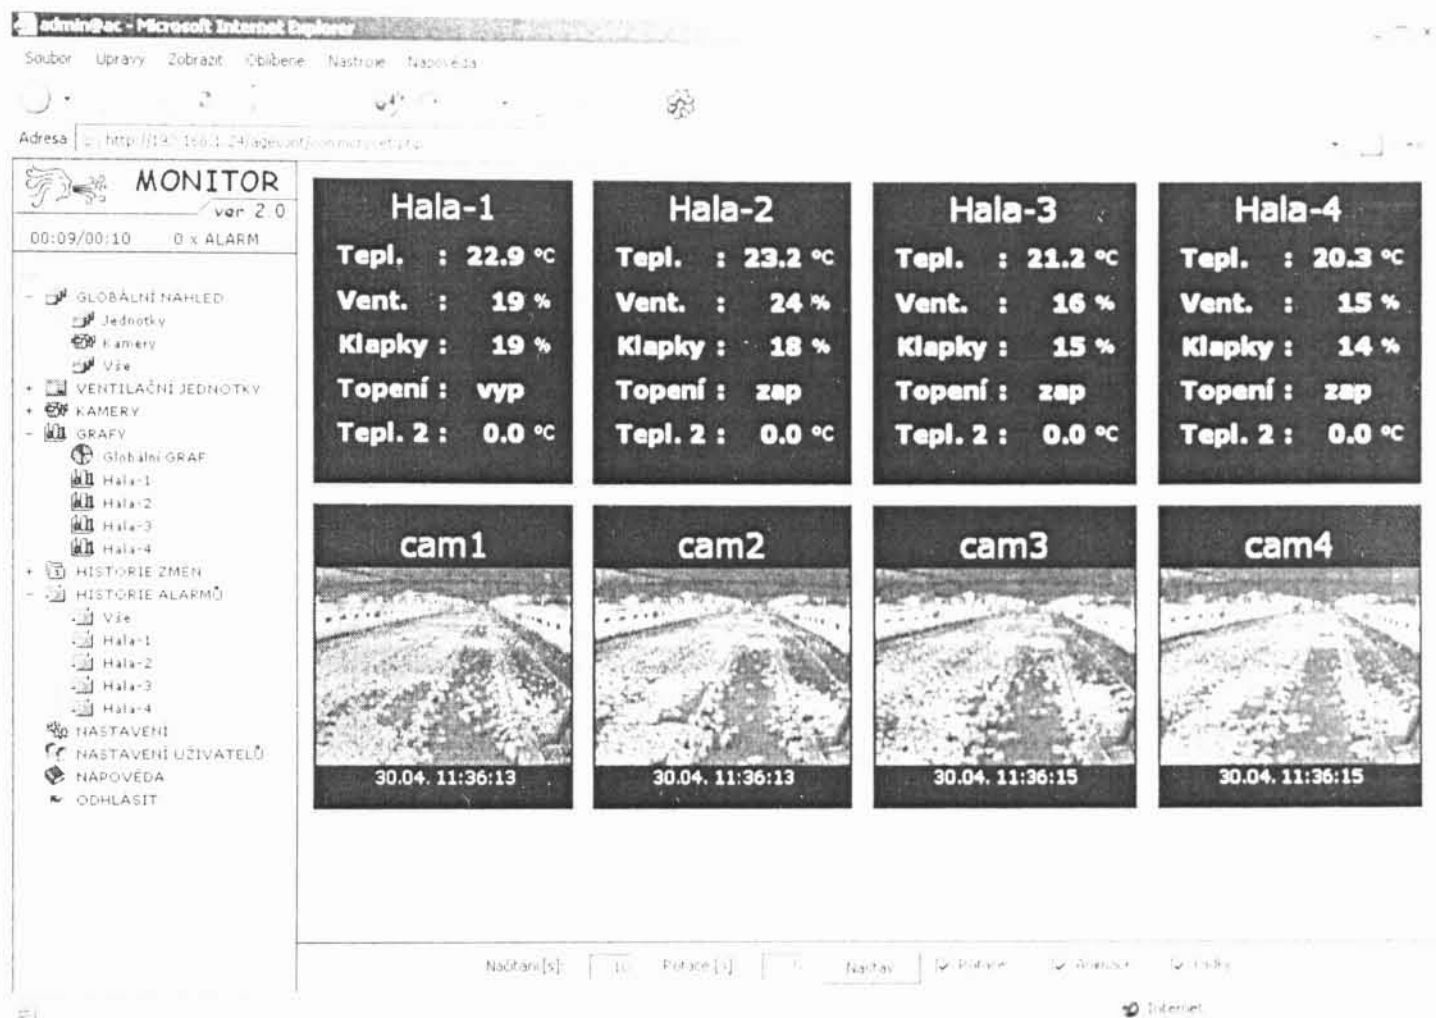 admin@ac - Microsoft Internet Explorer
Soubor Úpravy Zobrazit Oblíbené Nástroje Nápověda
Adresa
MONITOR
ver 2.0
00:09/00:10 0 x ALARM
- GLOBÁLNÍ NÁHLED
Jednotky
Kamery
Vše
+ VENTILAČNÍ JEDNOTKY
+ KAMERY
- GRAFY
Globální GRAF
Hala-1
Hala-2
Hala-3
Hala-4
+ HISTORIE ZMĚN
- HISTORIE ALARMŮ
Vše
Hala-1
Hala-2
Hala-3
Hala-4
NASTAVENÍ
NASTAVENÍ UŽIVATELŮ
NÁPOVĚDA
ODHLÁSIT
Hala-1
Tepl. : 22.9 °C
Vent. : 19 %
Klapky : 19 %
Topení : vyp
Tepl. 2 : 0.0 °C
Hala-2
Tepl. : 23.2 °C
Vent. : 24 %
Klapky : 18 %
Topení : zap
Tepl. 2 : 0.0 °C
Hala-3
Tepl. : 21.2 °C
Vent. : 16 %
Klapky : 15 %
Topení : zap
Tepl. 2 : 0.0 °C
Hala-4
Tepl. : 20.3 °C
Vent. : 15 %
Klapky : 14 %
Topení : zap
Tepl. 2 : 0.0 °C
cam1
30.04. 11:36:13
cam2
30.04. 11:36:13
cam3
30.04. 11:36:15
cam4
30.04. 11:36:15
Načítání [s]: 10 Rotace [s] Nastav Rotace
Internet